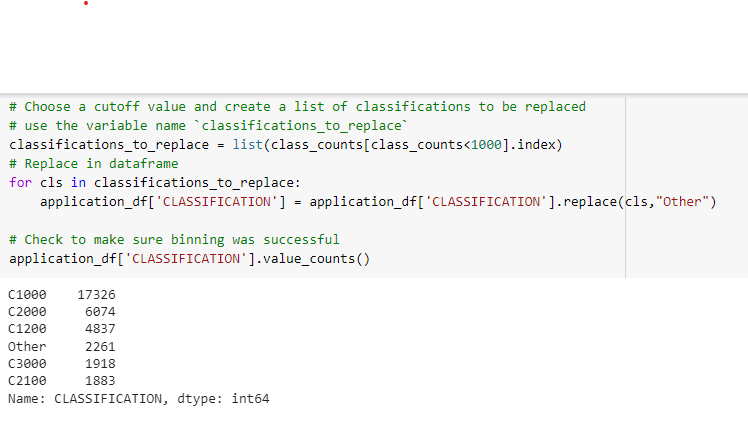 # Choose a cutoff value and create a list of classifications to be replaced
# use the variable name `classifications_to_replace`
classifications_to_replace = list(class_counts[class_counts<1000].index)
# Replace in dataframe
for cls in classifications_to_replace:
    application_df['CLASSIFICATION'] = application_df['CLASSIFICATION'].replace(cls,"Other")
# Check to make sure binning was successful
application_df['CLASSIFICATION'].value_counts()
C1000    17326
C2000     6074
C1200     4837
Other     2261
C3000     1918
C2100     1883
Name: CLASSIFICATION, dtype: int64